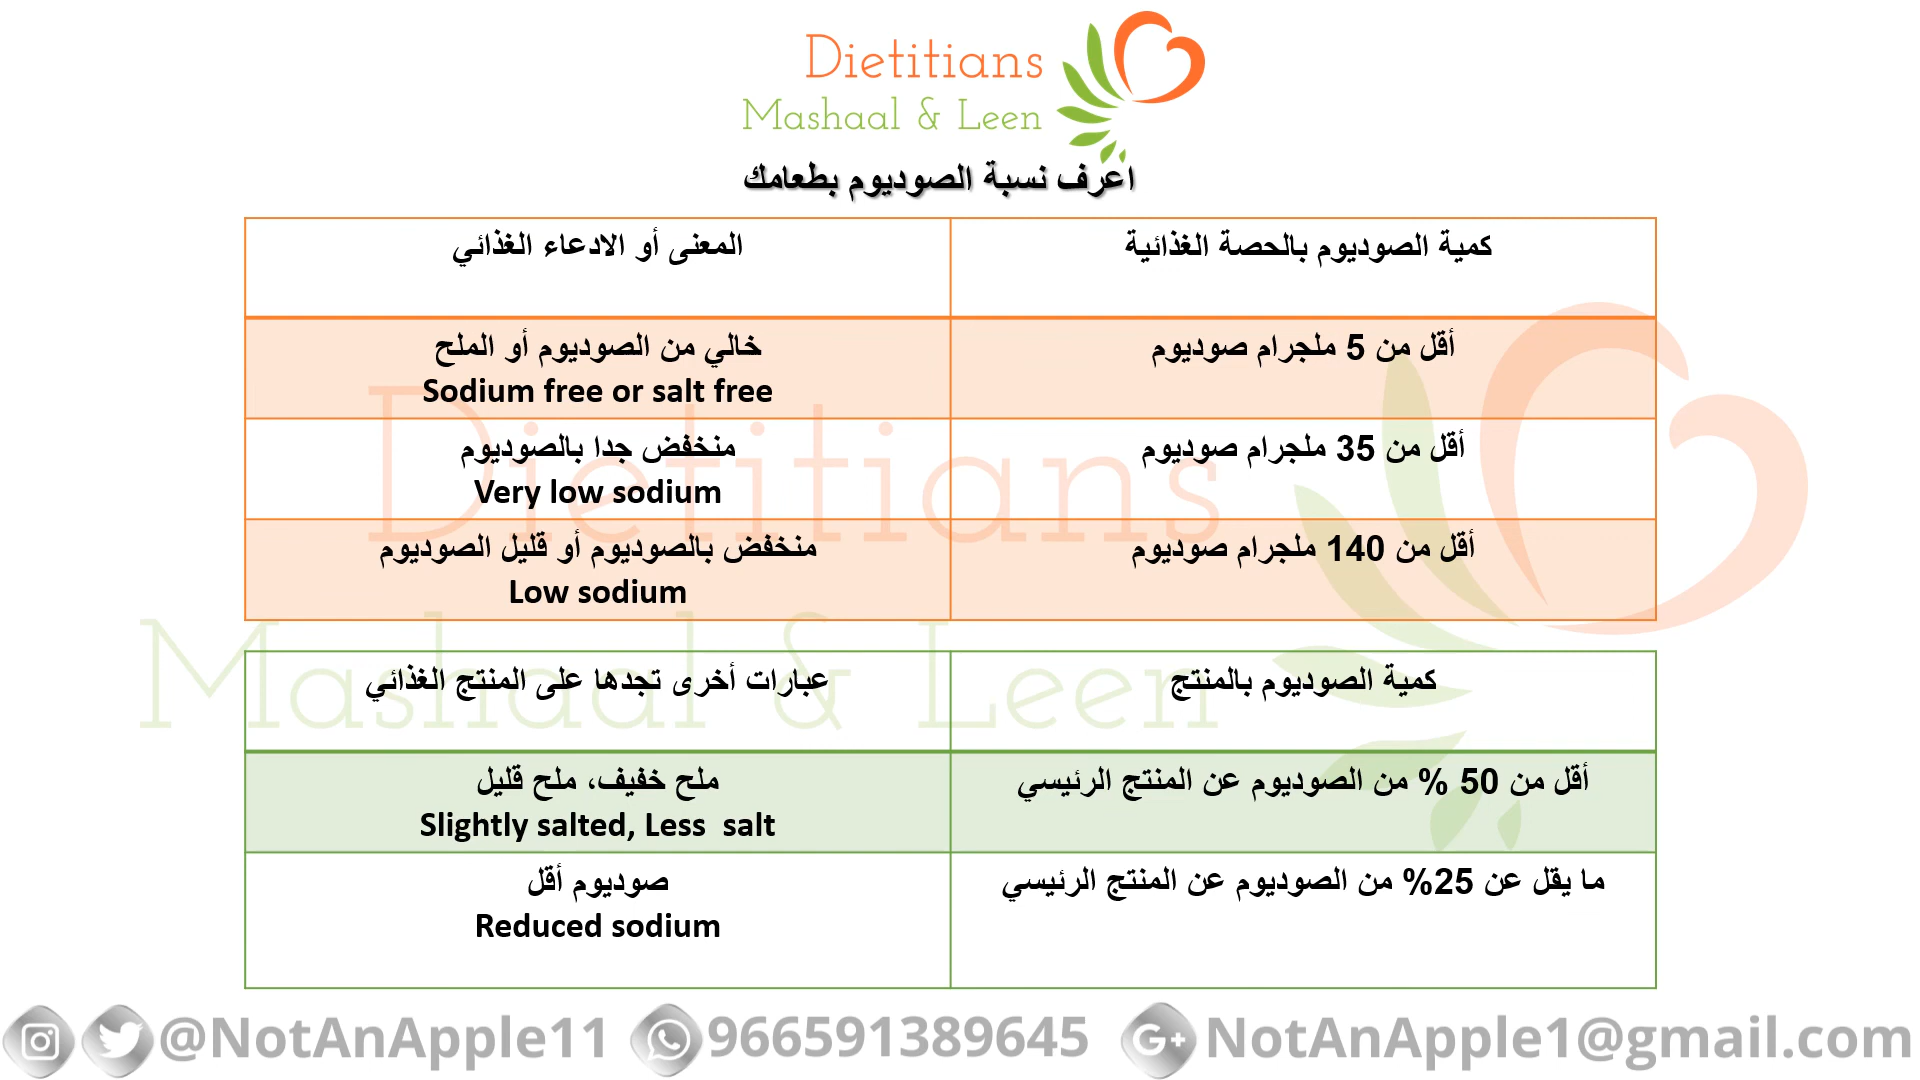 Dietitians
Mashaal & Leen
اعرف نسبة الصوديوم بطعامك
كمية الصوديوم بالحصة الغذائية
المعنى أو الادعاء الغذائي
أقل من 5 ملجرام صوديوم
خالي من الصوديوم أو الملح
Sodium free or salt free
أقل من 35 ملجرام صوديوم
منخفض جدا بالصوديوم
Very low sodium
أقل من 140 ملجرام صوديوم
منخفض بالصوديوم أو قليل الصوديوم
Low sodium
كمية الصوديوم بالمنتج
عبارات أخرى تجدها على المنتج الغذائي
أقل من 50 % من الصوديوم عن المنتج الرئيسي
ملح خفيف، ملح قليل
Slightly salted, Less  salt
ما يقل عن 25% من الصوديوم عن المنتج الرئيسي
صوديوم أقل
Reduced sodium
Dietitians
Mashaal & Leen
@NotAnApple11 966591389645 G+ NotAnApple1@gmail.com